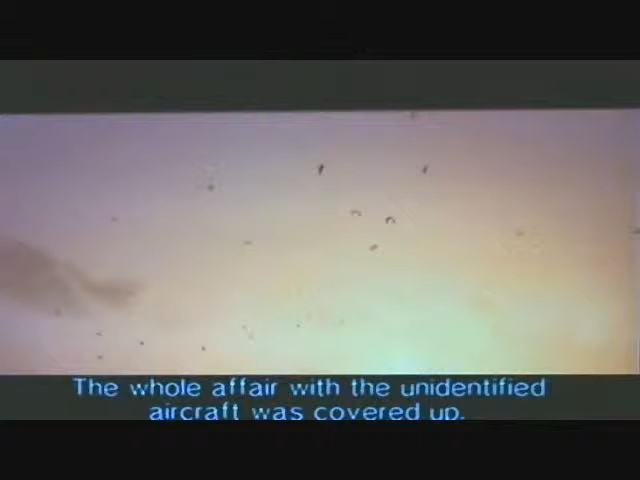 The whole affair with the unidentified
aircraft was covered up.